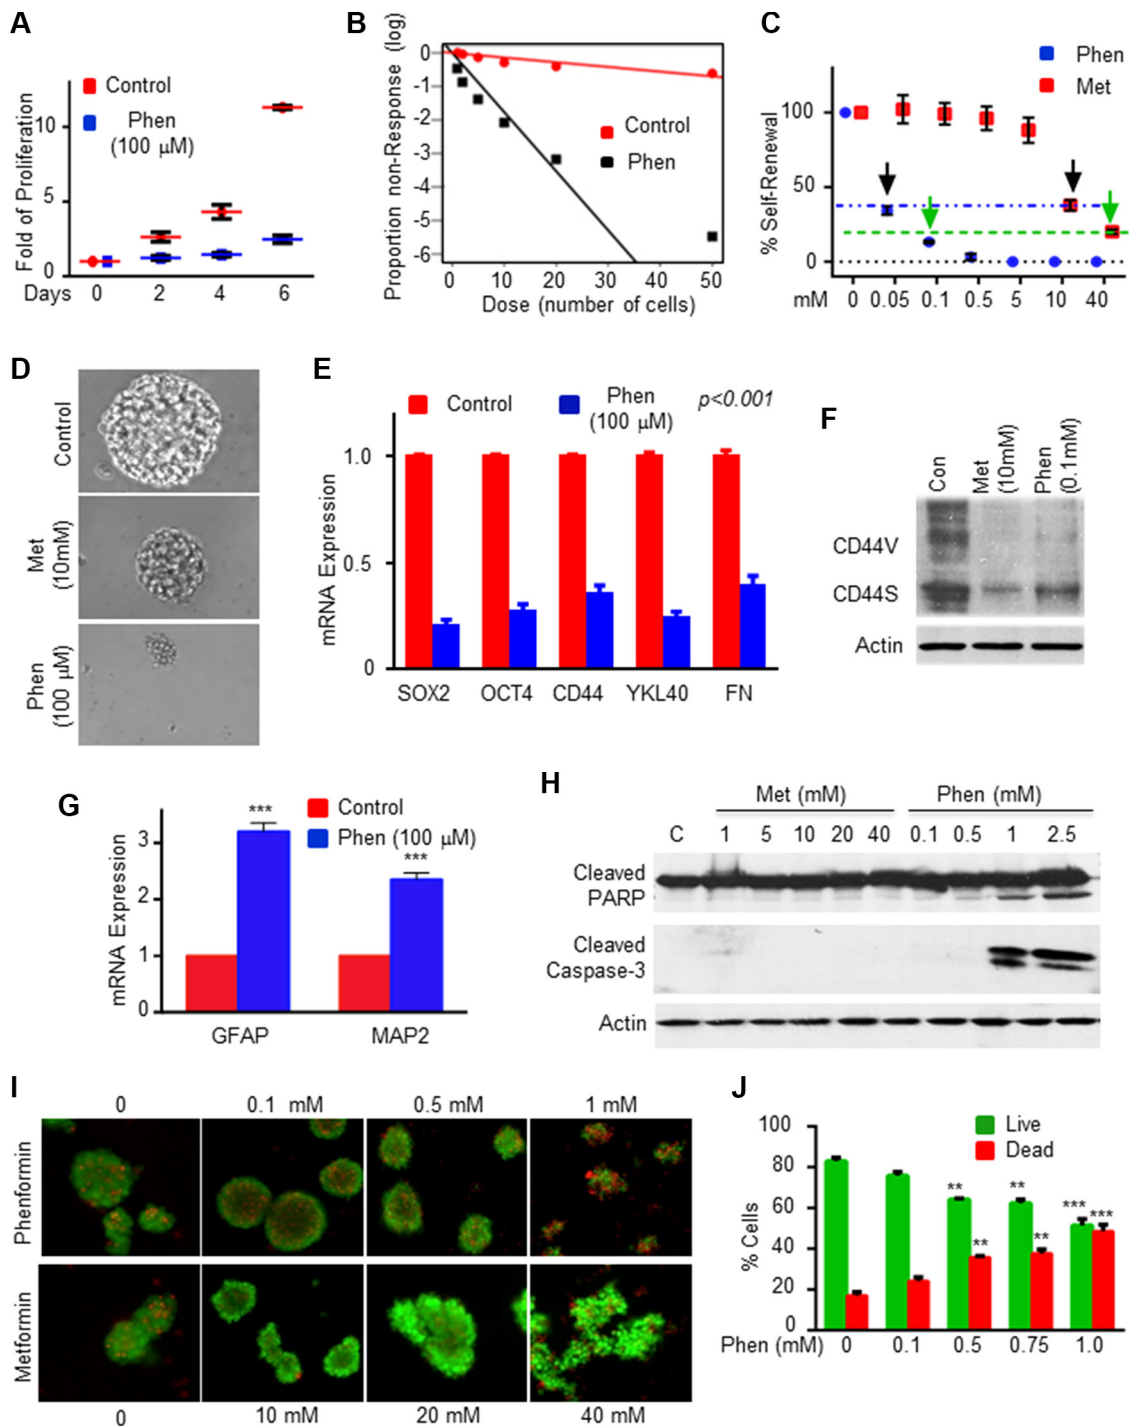 A
Control
Phen
(100 μM)
Fold of Proliferation
10
5
0
Days 0 2 4 6
B
Proportion non-Response (log)
0
-1
-2
-3
-4
-5
-6
Control
Phen
0 10 20 30 40 50
Dose (number of cells)
C
Phen
Met
% Self-Renewal
100
50
0
mM 0 0.05 0.1 0.5 5 10 40
D
Control
Met
(10mM)
Phen
(100 μM)
E
Control
Phen
(100 μM)
p<0.001
mRNA Expression
1.0
0.5
0
SOX2 OCT4 CD44 YKL40 FN
F
Con
Met
(10mM)
Phen
(0.1mM)
CD44V
CD44S
Actin
G
Control
Phen (100 μM)
mRNA Expression
3
2
1
0
***
***
GFAP MAP2
H
Met (mM) Phen (mM)
C 1 5 10 20 40 0.1 0.5 1 2.5
Cleaved
PARP
Cleaved
Caspase-3
Actin
I
0 0.1 mM 0.5 mM 1 mM
Phenformin
Metformin
0 10 mM 20 mM 40 mM
J
Live
Dead
% Cells
100
80
60
40
20
0
** ** *** ***
** **
Phen (mM) 0 0.1 0.5 0.75 1.0